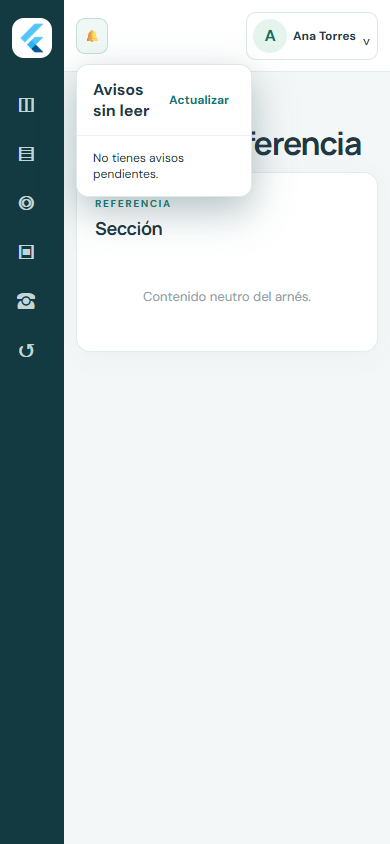 A Ana Torres v
Avisos
sin leer
Actualizar
No tienes avisos
pendientes.
ferencia
REFERENCIA
Sección
Contenido neutro del arnés.